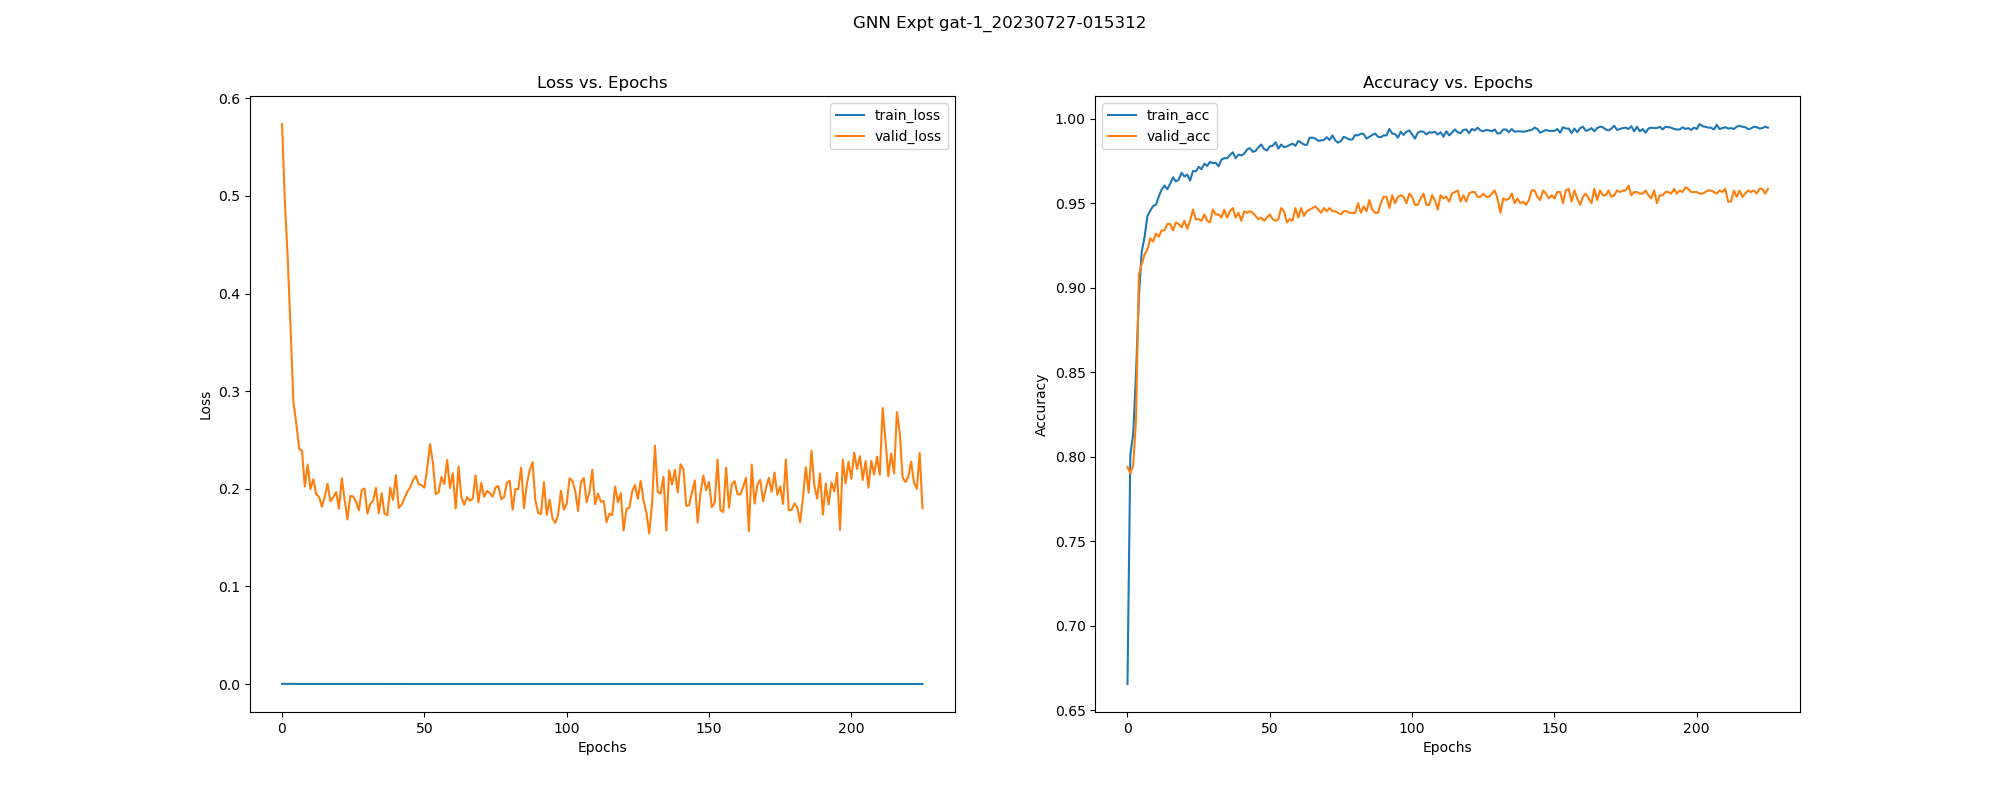 GNN Expt gat-1_20230727-015312
Loss vs. Epochs
0.6
0.5
0.4
0.3
0.2
0.1
0.0
Loss
train_loss
valid_loss
0
50
100
150
200
Epochs
Accuracy vs. Epochs
1.00
0.95
0.90
0.85
0.80
0.75
0.70
0.65
Accuracy
train_acc
valid_acc
0
50
100
150
200
Epochs